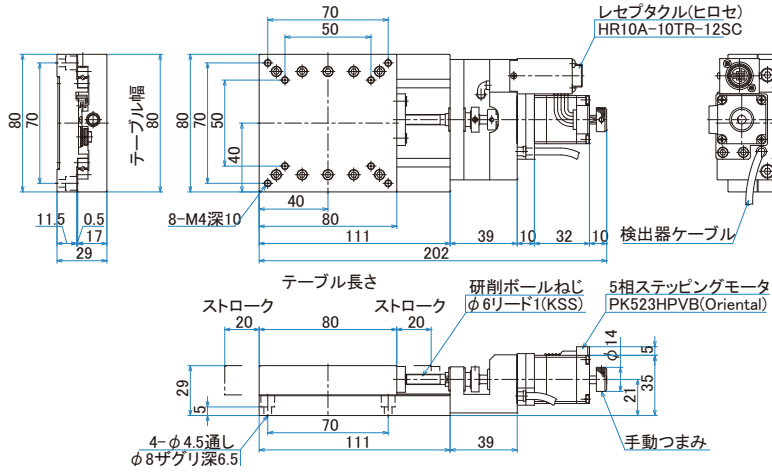 70
50
レセプタクル(ヒロセ)
HR10A-10TR-12SC
80
70
テーブル幅
80
80
70
50
40
40
8-M4深10
80
11.5
0.5
17
29
111
39
10
32
10
202
検出器ケーブル
テーブル長さ
ストローク
ストローク
20
80
20
研削ボールねじ
φ6リード1(KSS)
5相ステッピングモータ
PK523HPVB(Oriental)
φ14
5
29
5
21
35
70
4-φ4.5通し
φ8ザグリ深6.5
111
39
手動つまみ